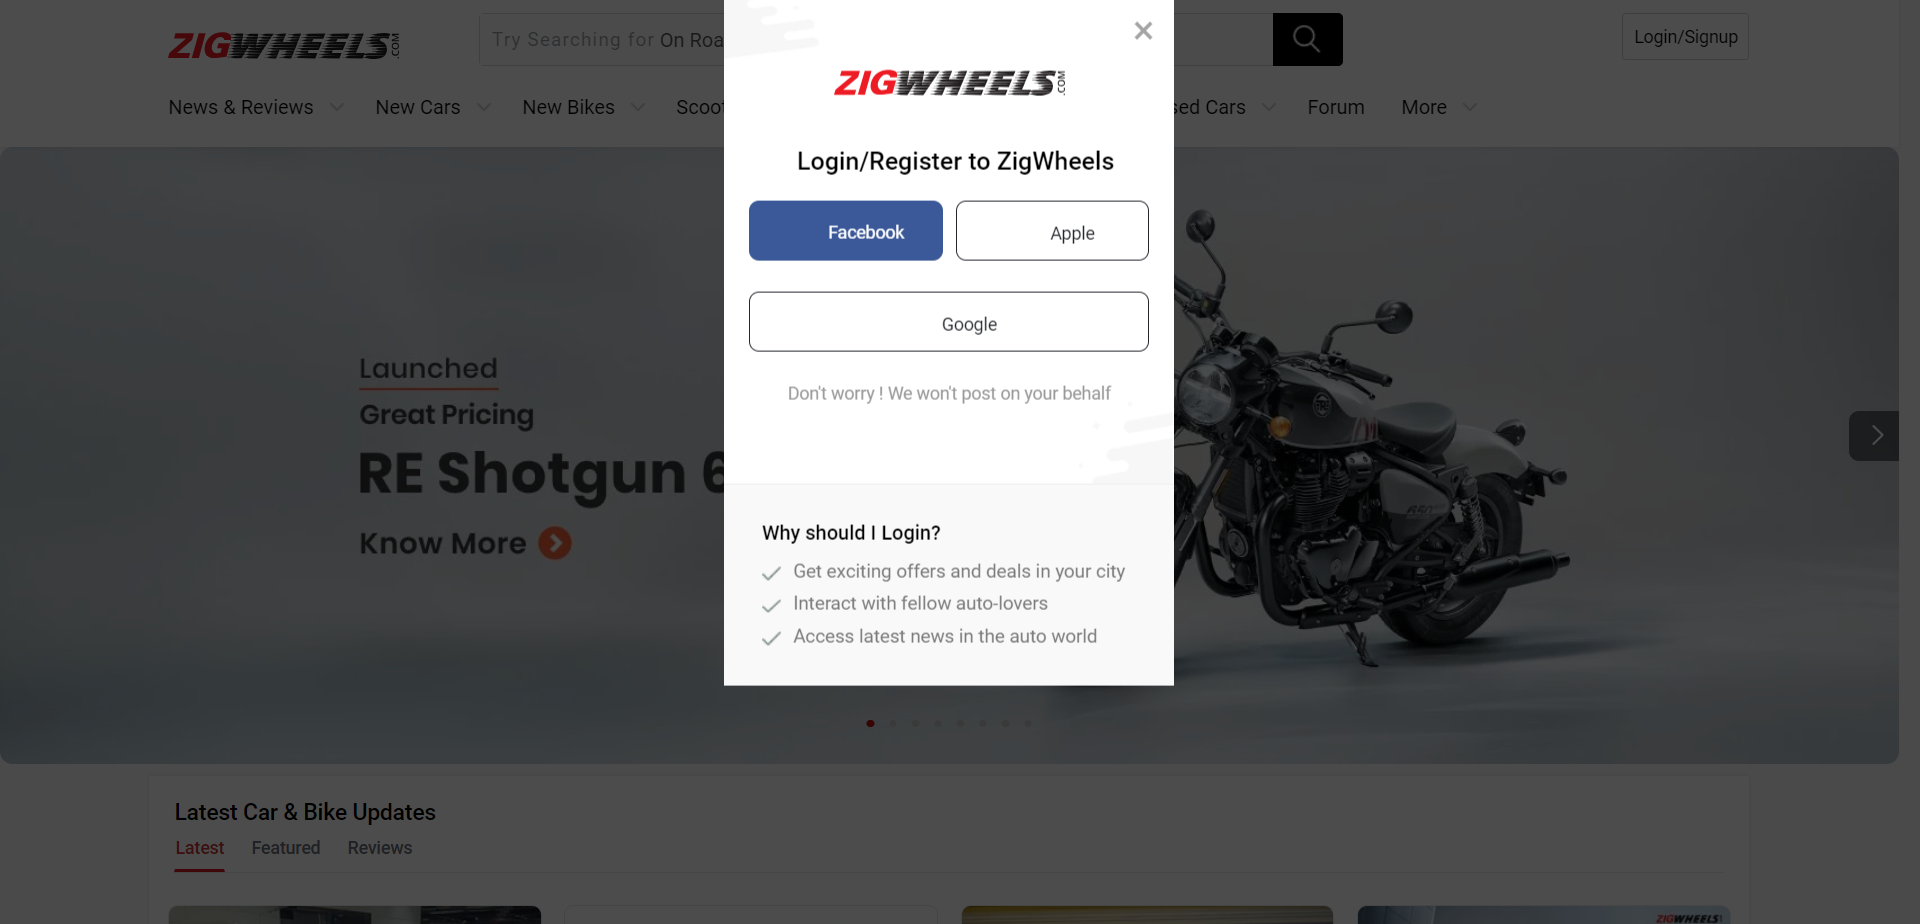 ZIGWHEELS.COM
Try Searching for On Roa
Login/Signup
News & Reviews
New Cars
New Bikes
Scoot
sed Cars
Forum
More
ZIGWHEELS.COM
Login/Register to ZigWheels
Facebook
Apple
Google
Don't worry ! We won't post on your behalf
Why should I Login?
Get exciting offers and deals in your city
Interact with fellow auto-lovers
Access latest news in the auto world
Launched
Great Pricing
RE Shotgun 6
Know More
Latest Car & Bike Updates
Latest
Featured
Reviews
ZIGWHEELS